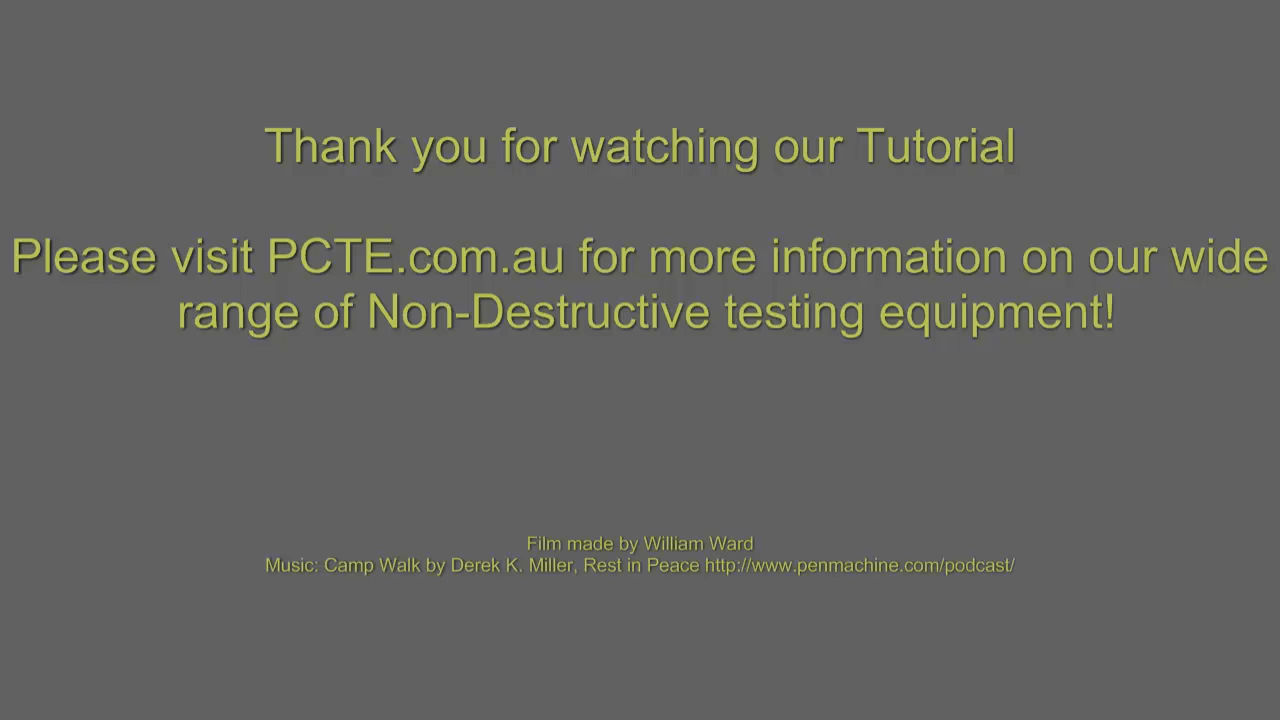 Thank you for watching our Tutorial
Please visit PCTE.com.au for more information on our wide
range of Non-Destructive testing equipment!
Film made by William Ward
Music: Camp Walk by Derek K. Miller, Rest in Peace http://www.penmachine.com/podcast/